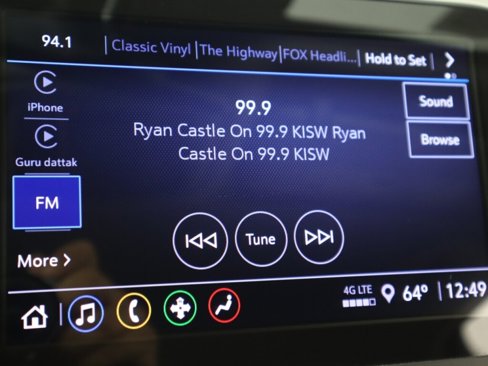 94.1
Classic Vinyl
The Highway
FOX Headli...
Hold to Set
iPhone
99.9
Sound
Ryan Castle On 99.9 KISW Ryan
Castle On 99.9 KISW
Browse
Guru dattak
FM
Tune
More >
4G LTE
64°
12:49